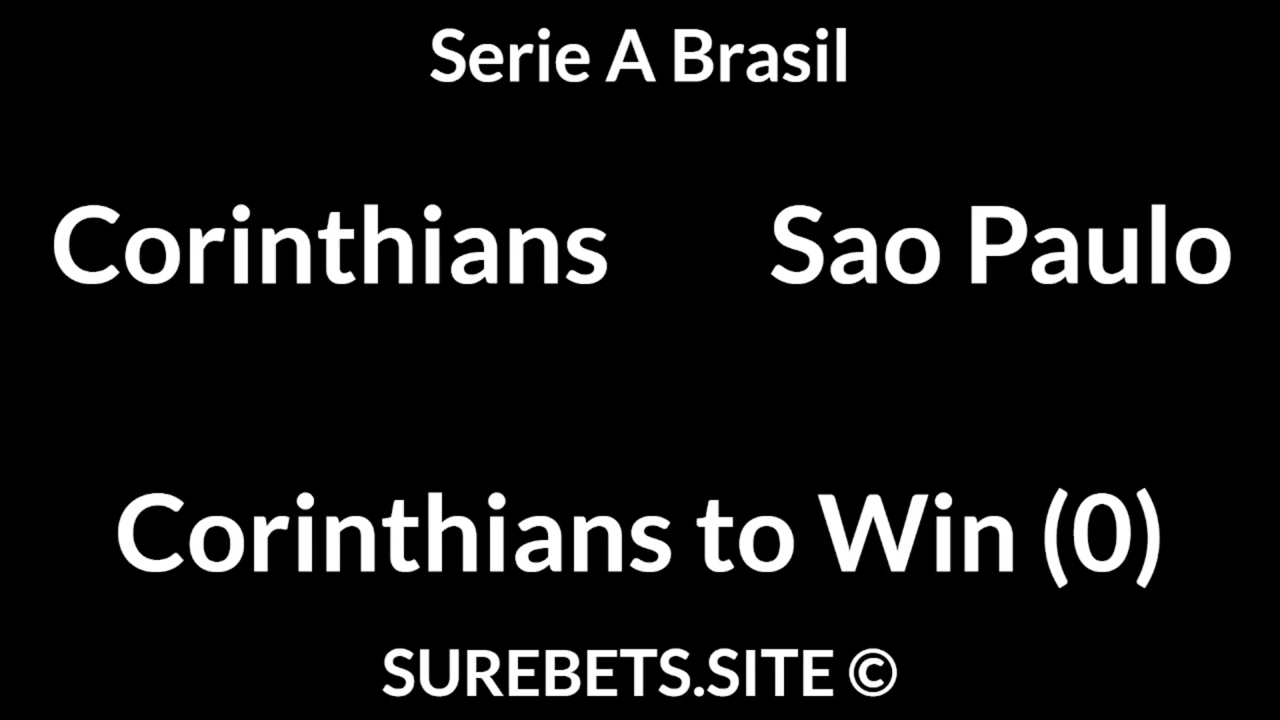 Serie A Brasil
Corinthians Sao Paulo
Corinthians to Win (0)
SUREBETS.SITE ©